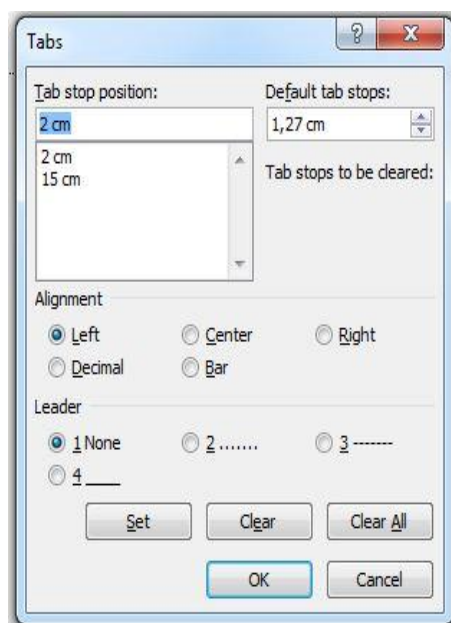 Tabs
Tab stop position:
Default tab stops:
2 cm
1,27 cm
2 cm
15 cm
Tab stops to be cleared:
Alignment
Left
Center
Right
Decimal
Bar
Leader
1 None
2 .......
3 -------
4 ____
Set
Clear
Clear All
OK
Cancel